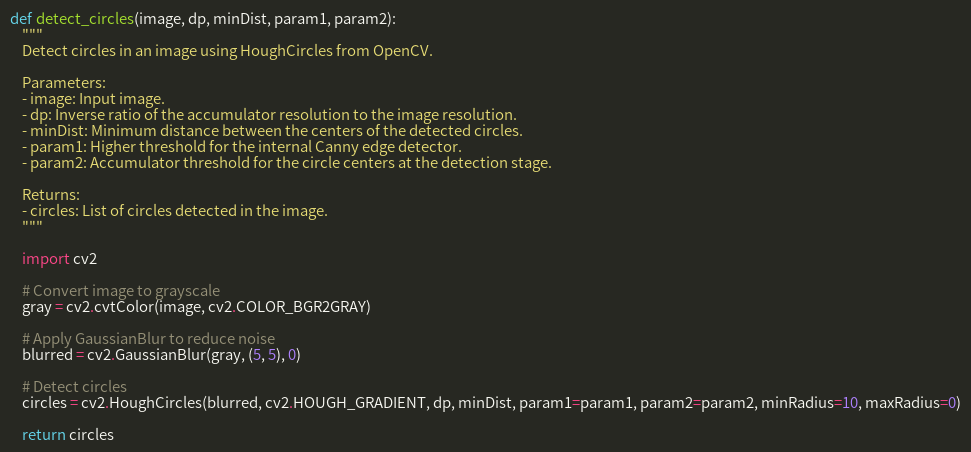 def detect_circles(image, dp, minDist, param1, param2):
"""
Detect circles in an image using HoughCircles from OpenCV.
Parameters:
- image: Input image.
- dp: Inverse ratio of the accumulator resolution to the image resolution.
- minDist: Minimum distance between the centers of the detected circles.
- param1: Higher threshold for the internal Canny edge detector.
- param2: Accumulator threshold for the circle centers at the detection stage.
Returns:
- circles: List of circles detected in the image.
"""
import cv2
# Convert image to grayscale
gray = cv2.cvtColor(image, cv2.COLOR_BGR2GRAY)
# Apply GaussianBlur to reduce noise
blurred = cv2.GaussianBlur(gray, (5, 5), 0)
# Detect circles
circles = cv2.HoughCircles(blurred, cv2.HOUGH_GRADIENT, dp, minDist, param1=param1, param2=param2, minRadius=10, maxRadius=0)
return circles